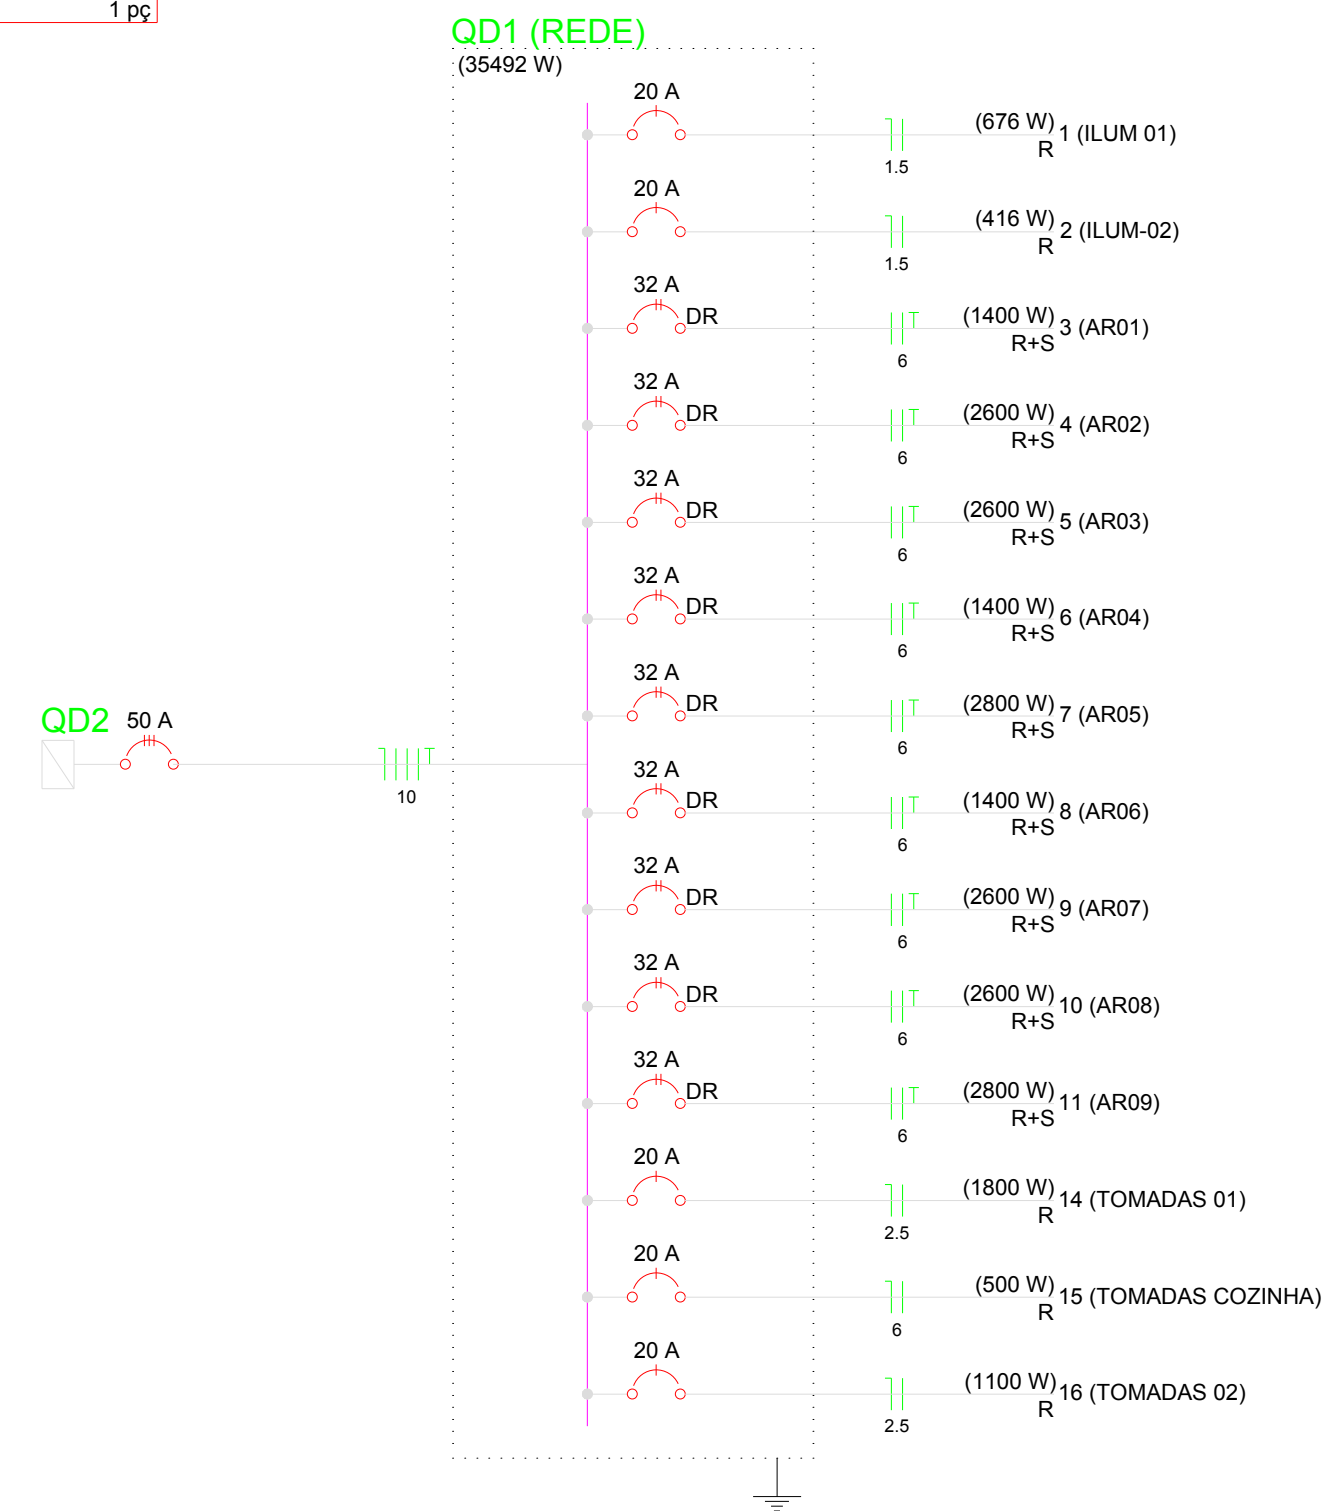 1 pç
QD1 (REDE)
(35492 W)
20 A
(676 W)
R
1 (ILUM 01)
1.5
20 A
(416 W)
R
2 (ILUM-02)
1.5
32 A
DR
(1400 W)
R+S
3 (AR01)
6
32 A
DR
(2600 W)
R+S
4 (AR02)
6
32 A
DR
(2600 W)
R+S
5 (AR03)
6
32 A
DR
(1400 W)
R+S
6 (AR04)
6
32 A
DR
(2800 W)
R+S
7 (AR05)
6
QD2
50 A
10
32 A
DR
(1400 W)
R+S
8 (AR06)
6
32 A
DR
(2600 W)
R+S
9 (AR07)
6
32 A
DR
(2600 W)
R+S
10 (AR08)
6
32 A
DR
(2800 W)
R+S
11 (AR09)
6
20 A
(1800 W)
R
14 (TOMADAS 01)
2.5
20 A
(500 W)
R
15 (TOMADAS COZINHA)
6
20 A
(1100 W)
R
16 (TOMADAS 02)
2.5